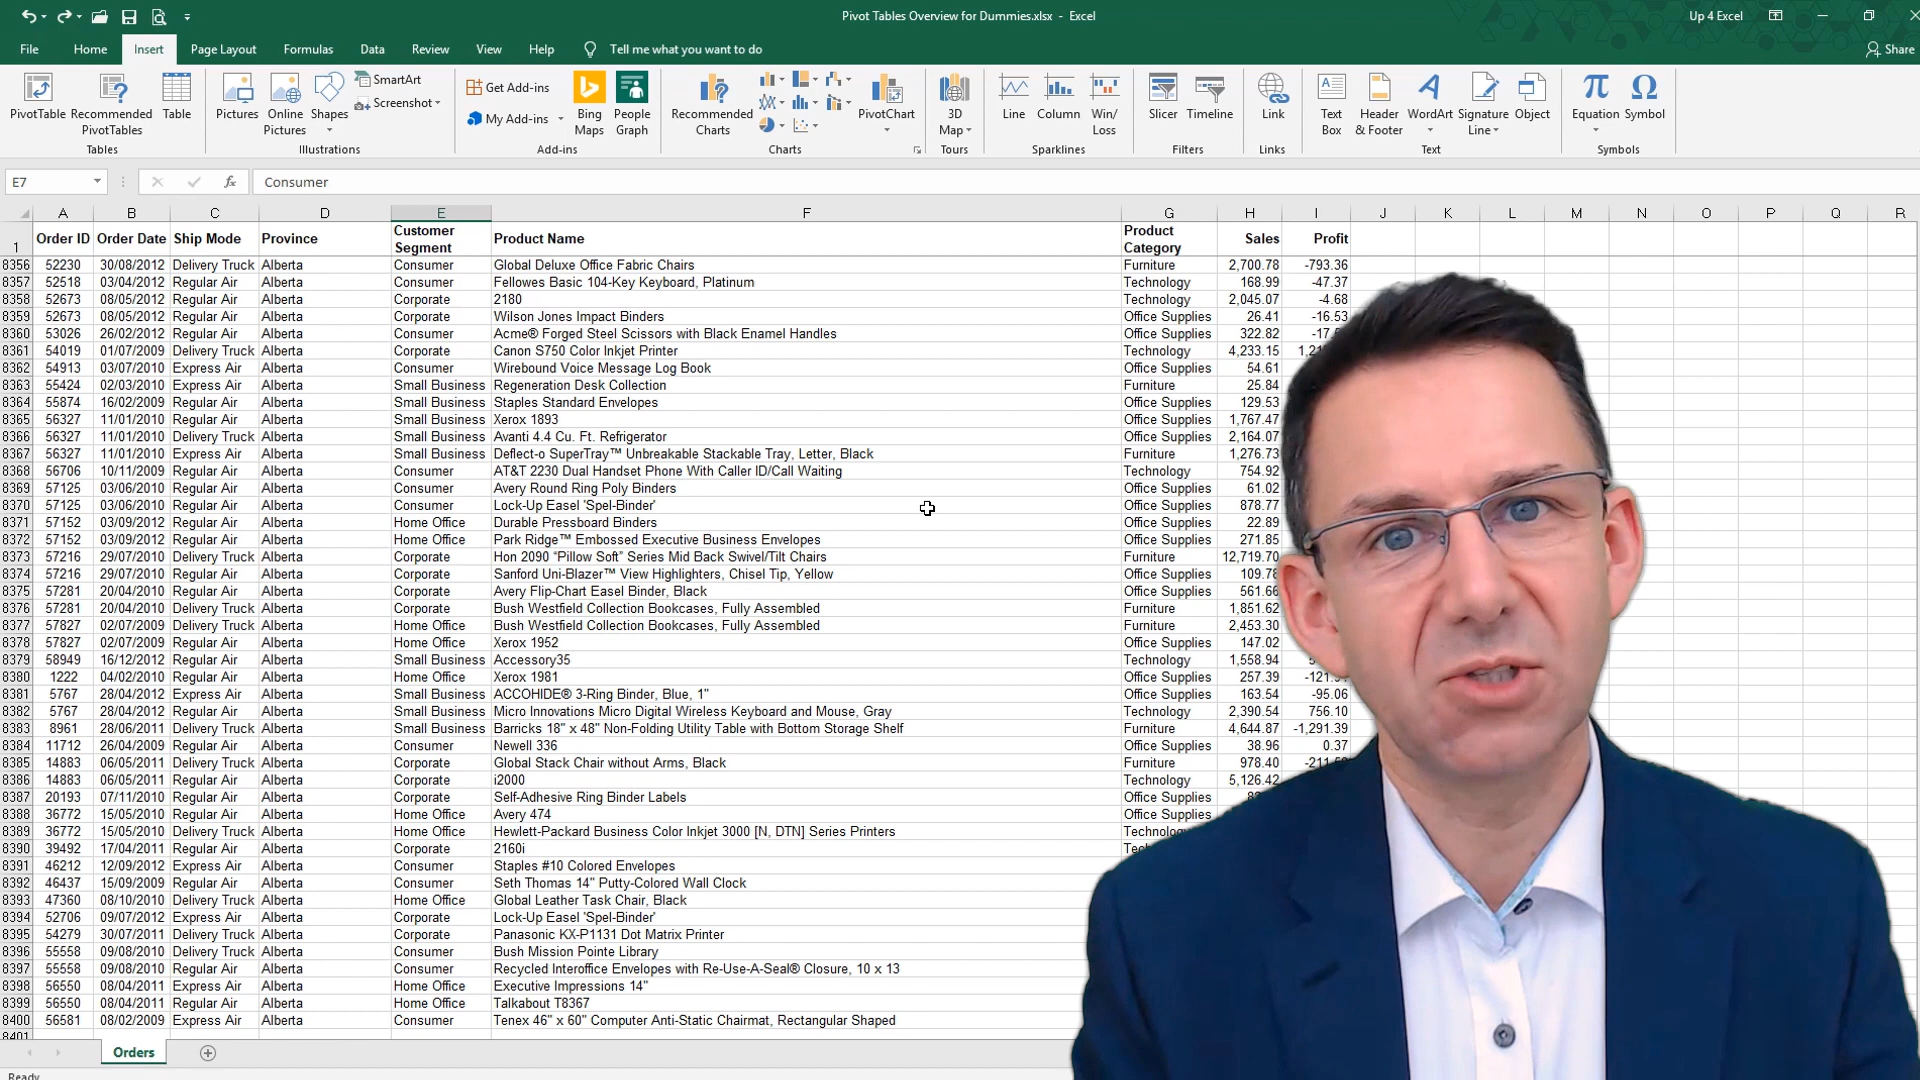 Pivot Tables Overview for Dummies.xlsx - Excel
Up 4 Excel
File Home Insert Page Layout Formulas Data Review View Help Tell me what you want to do
Share
PivotTable
Recommended PivotTables
Table
Pictures
Online Pictures
Shapes
SmartArt
Screenshot
Get Add-ins
My Add-ins
Bing Maps
People Graph
Recommended Charts
PivotChart
3D Map
Line
Column
Win/ Loss
Slicer
Timeline
Link
Text Box
Header & Footer
WordArt
Signature Line
Object
Equation
Symbol
Tables Illustrations Add-ins Charts Tours Sparklines Filters Links Text Symbols
E7 fx Consumer
A B C D E F G H I J K L M N O P Q R
1 Order ID Order Date Ship Mode Province Customer Segment Product Name Product Category Sales Profit
8356 52230 30/08/2012 Delivery Truck Alberta Consumer Global Deluxe Office Fabric Chairs Furniture 2,700.78 -793.36
8357 52518 03/04/2012 Regular Air Alberta Consumer Fellowes Basic 104-Key Keyboard, Platinum Technology 168.99 -47.37
8358 52673 08/05/2012 Regular Air Alberta Corporate 2180 Technology 2,045.07 -4.68
8359 52673 08/05/2012 Regular Air Alberta Corporate Wilson Jones Impact Binders Office Supplies 26.41 -16.53
8360 53026 26/02/2012 Regular Air Alberta Consumer Acme® Forged Steel Scissors with Black Enamel Handles Office Supplies 322.82
8361 54019 01/07/2009 Delivery Truck Alberta Corporate Canon S750 Color Inkjet Printer Technology 4,233.15
8362 54913 03/07/2010 Express Air Alberta Consumer Wirebound Voice Message Log Book Office Supplies 54.61
8363 55424 02/03/2010 Express Air Alberta Small Business Regeneration Desk Collection Furniture 25.84
8364 55874 16/02/2009 Regular Air Alberta Small Business Staples Standard Envelopes Office Supplies 129.53
8365 56327 11/01/2010 Regular Air Alberta Small Business Xerox 1893 Office Supplies 1,767.47
8366 56327 11/01/2010 Delivery Truck Alberta Small Business Avanti 4.4 Cu. Ft. Refrigerator Office Supplies 2,164.07
8367 56327 11/01/2010 Express Air Alberta Small Business Deflect-o SuperTray™ Unbreakable Stackable Tray, Letter, Black Furniture 1,276.73
8368 56706 10/11/2009 Regular Air Alberta Consumer AT&T 2230 Dual Handset Phone With Caller ID/Call Waiting Technology 754.92
8369 57125 03/06/2010 Regular Air Alberta Consumer Avery Round Ring Poly Binders Office Supplies 61.02
8370 57125 03/06/2010 Regular Air Alberta Consumer Lock-Up Easel 'Spel-Binder' Office Supplies 878.77
8371 57152 03/09/2012 Regular Air Alberta Home Office Durable Pressboard Binders Office Supplies 22.89
8372 57152 03/09/2012 Regular Air Alberta Home Office Park Ridge™ Embossed Executive Business Envelopes Office Supplies 271.85
8373 57216 29/07/2010 Delivery Truck Alberta Corporate Hon 2090 “Pillow Soft” Series Mid Back Swivel/Tilt Chairs Furniture 12,719.70
8374 57216 29/07/2010 Regular Air Alberta Corporate Sanford Uni-Blazer™ View Highlighters, Chisel Tip, Yellow Office Supplies 109.78
8375 57281 20/04/2010 Regular Air Alberta Corporate Avery Flip-Chart Easel Binder, Black Office Supplies 561.66
8376 57281 20/04/2010 Delivery Truck Alberta Corporate Bush Westfield Collection Bookcases, Fully Assembled Furniture 1,851.62
8377 57827 02/07/2009 Delivery Truck Alberta Home Office Bush Westfield Collection Bookcases, Fully Assembled Furniture 2,453.30
8378 57827 02/07/2009 Regular Air Alberta Home Office Xerox 1952 Office Supplies 147.02
8379 58949 16/12/2012 Regular Air Alberta Small Business Accessory35 Technology 1,558.94
8380 1222 04/02/2010 Regular Air Alberta Home Office Xerox 1981 Office Supplies 257.39
8381 5767 28/04/2012 Express Air Alberta Small Business ACCOHIDE® 3-Ring Binder, Blue, 1" Office Supplies 163.54 -95.06
8382 5767 28/04/2012 Regular Air Alberta Small Business Micro Innovations Micro Digital Wireless Keyboard and Mouse, Gray Technology 2,390.54 756.10
8383 8961 28/06/2011 Delivery Truck Alberta Small Business Barricks 18" x 48" Non-Folding Utility Table with Bottom Storage Shelf Furniture 4,644.87 -1,291.39
8384 11712 26/04/2009 Regular Air Alberta Consumer Newell 336 Office Supplies 38.96 0.37
8385 14883 06/05/2011 Delivery Truck Alberta Corporate Global Stack Chair without Arms, Black Furniture 978.40
8386 14883 06/05/2011 Regular Air Alberta Corporate i2000 Technology 5,126.42
8387 20193 07/11/2010 Regular Air Alberta Corporate Self-Adhesive Ring Binder Labels Office Supplies
8388 36772 15/05/2010 Regular Air Alberta Home Office Avery 474 Office Supplies
8389 36772 15/05/2010 Delivery Truck Alberta Home Office Hewlett-Packard Business Color Inkjet 3000 [N, DTN] Series Printers
8390 39492 17/04/2011 Regular Air Alberta Corporate 2160i
8391 46212 12/09/2012 Express Air Alberta Consumer Staples #10 Colored Envelopes
8392 46437 15/09/2009 Regular Air Alberta Consumer Seth Thomas 14" Putty-Colored Wall Clock
8393 47360 08/10/2010 Delivery Truck Alberta Home Office Global Leather Task Chair, Black
8394 52706 09/07/2012 Express Air Alberta Corporate Lock-Up Easel 'Spel-Binder'
8395 54279 30/07/2011 Delivery Truck Alberta Corporate Panasonic KX-P1131 Dot Matrix Printer
8396 55558 09/08/2010 Delivery Truck Alberta Consumer Bush Mission Pointe Library
8397 55558 09/08/2010 Regular Air Alberta Consumer Recycled Interoffice Envelopes with Re-Use-A-Seal® Closure, 10 x 13
8398 56550 08/04/2011 Express Air Alberta Home Office Executive Impressions 14"
8399 56550 08/04/2011 Regular Air Alberta Home Office Talkabout T8367
8400 56581 08/02/2009 Express Air Alberta Consumer Tenex 46" x 60" Computer Anti-Static Chairmat, Rectangular Shaped
8401
Orders
Ready